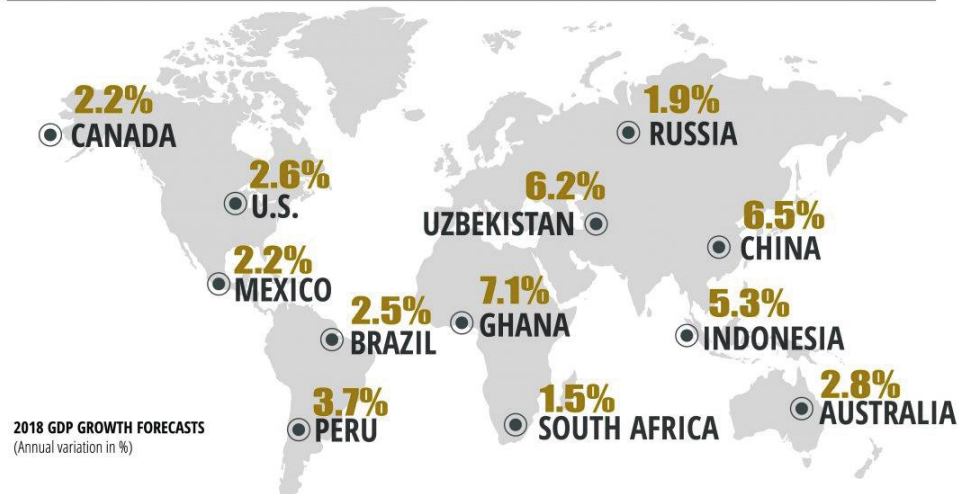 2.2%
CANADA
1.9%
RUSSIA
2.6%
U.S.
6.2%
UZBEKISTAN
6.5%
CHINA
2.2%
MEXICO
7.1%
GHANA
5.3%
INDONESIA
2.5%
BRAZIL
3.7%
PERU
1.5%
SOUTH AFRICA
2.8%
AUSTRALIA
2018 GDP GROWTH FORECASTS
(Annual variation in %)